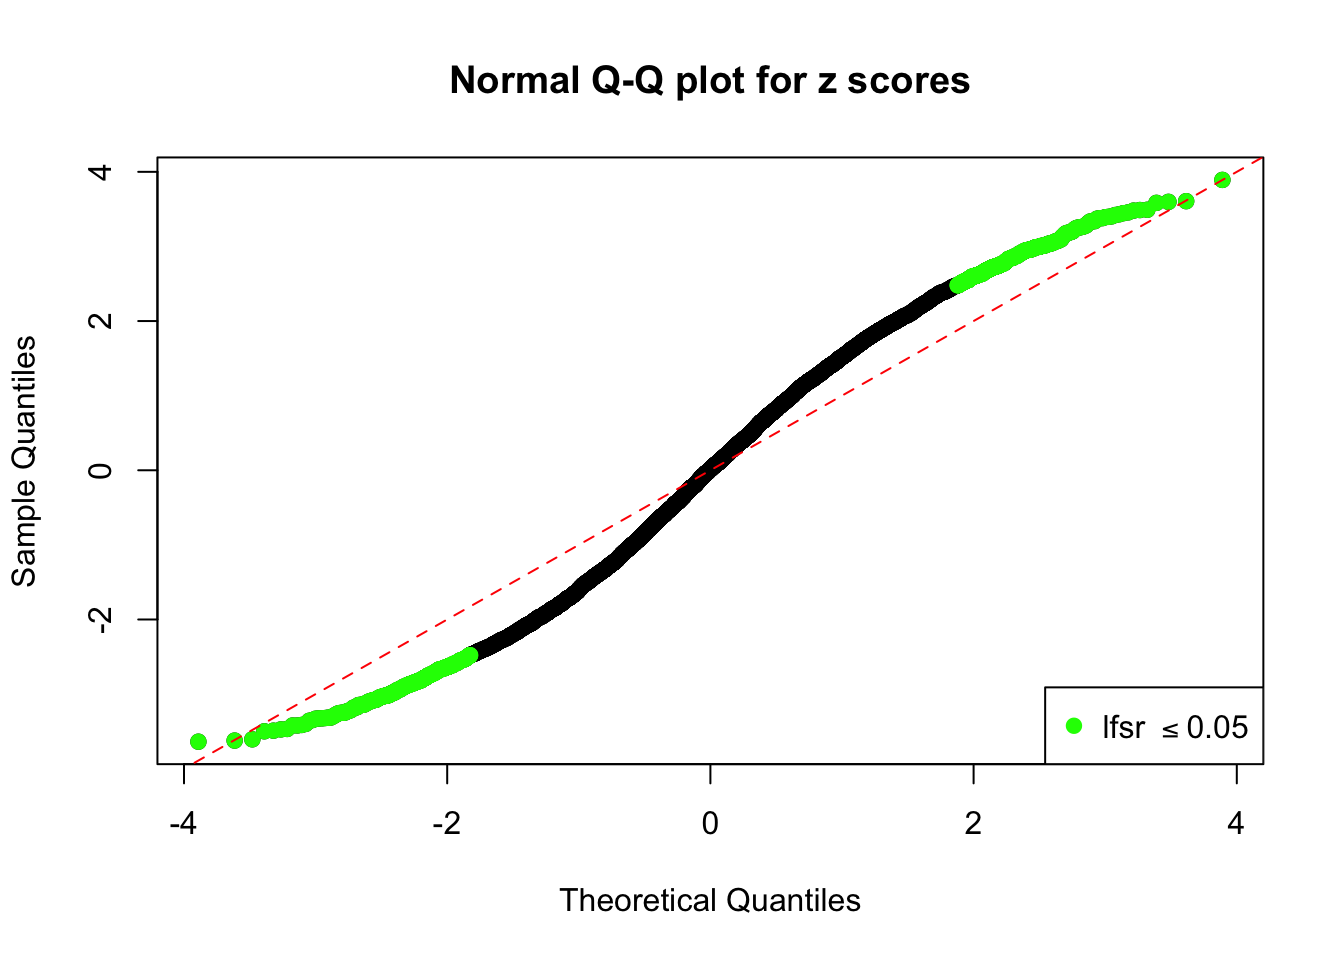 Normal Q-Q plot for z scores
4
2
0
-2
Sample Quantiles
-4
-2
0
2
4
Theoretical Quantiles
lfsr ≤ 0.05